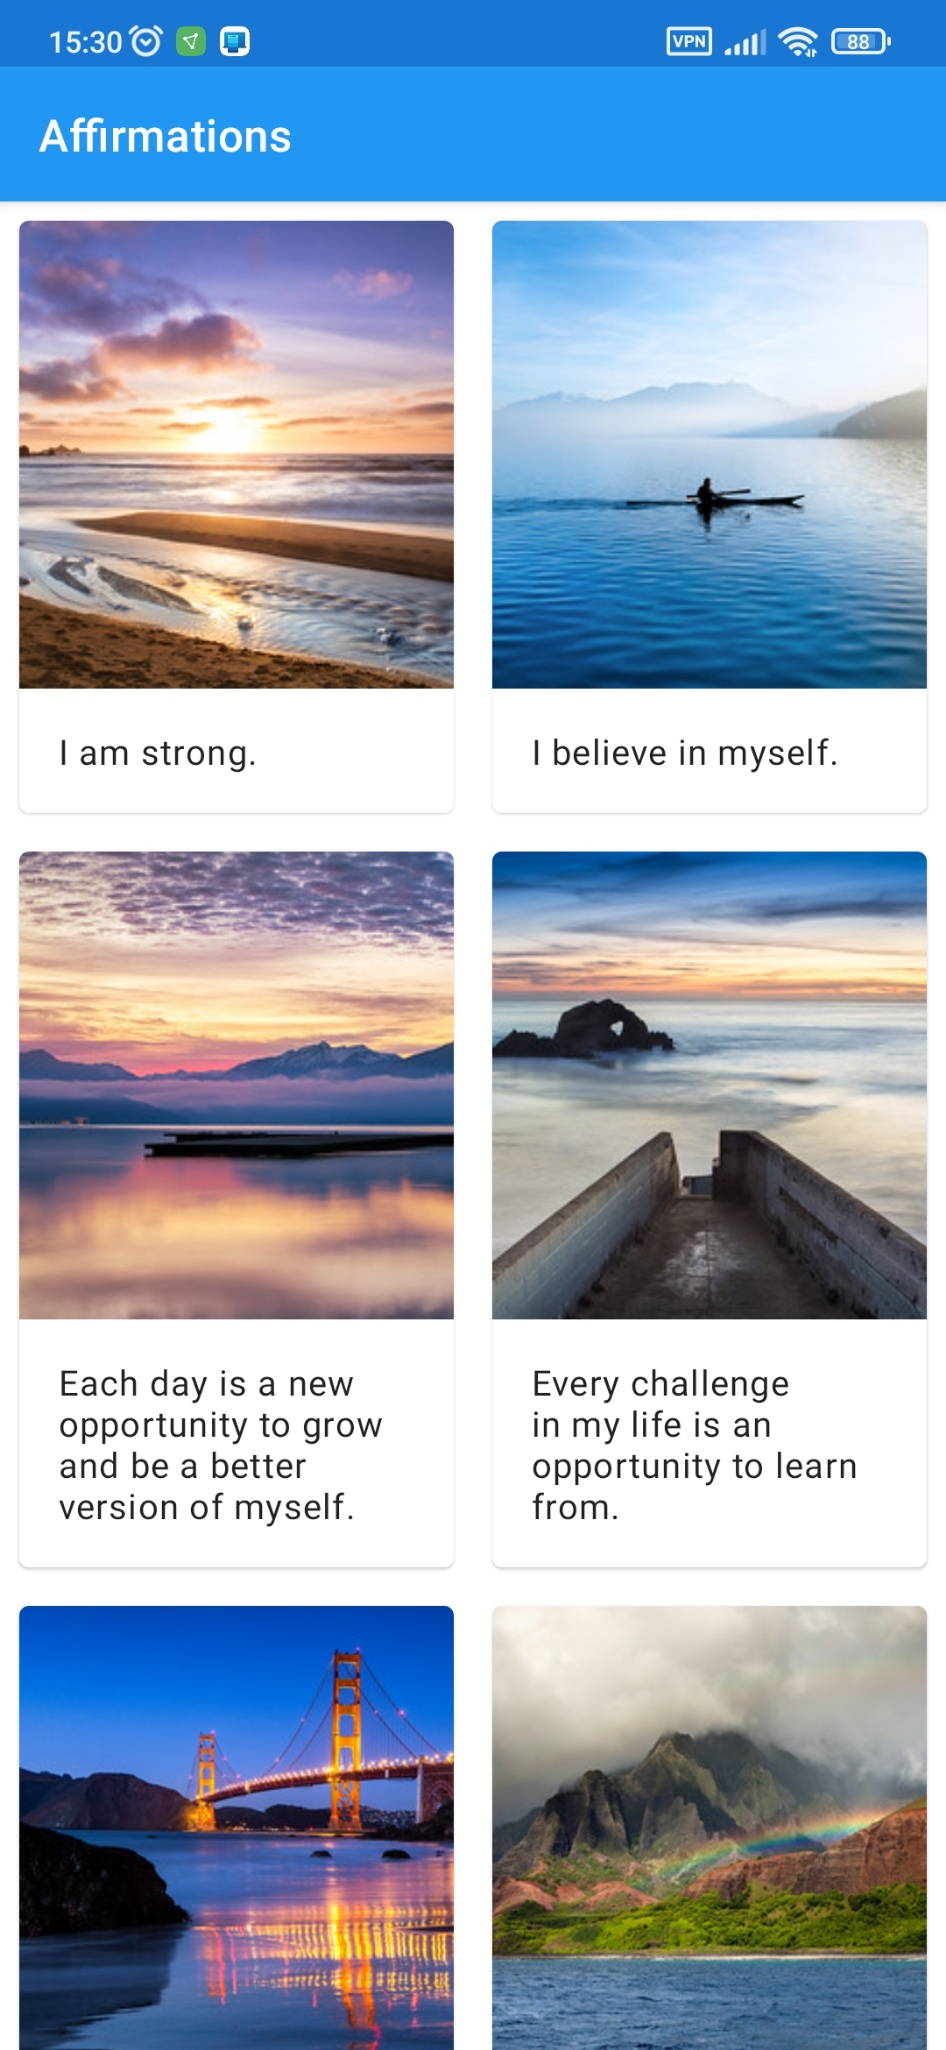 15:30
VPN
88
Affirmations
I am strong.
I believe in myself.
Each day is a new
opportunity to grow
and be a better
version of myself.
Every challenge
in my life is an
opportunity to learn
from.